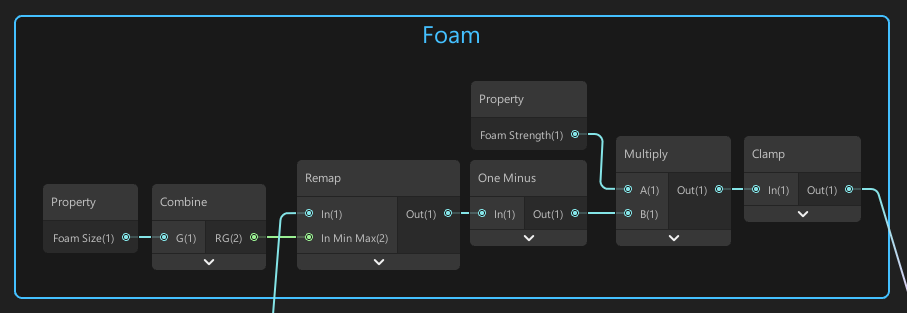 Foam
Property
Foam Strength(1)
Multiply
A(1) Out(1)
B(1)
Clamp
In(1) Out(1)
Remap
In(1) Out(1)
In Min Max(2)
One Minus
In(1) Out(1)
Property
Foam Size(1)
Combine
G(1) RG(2)